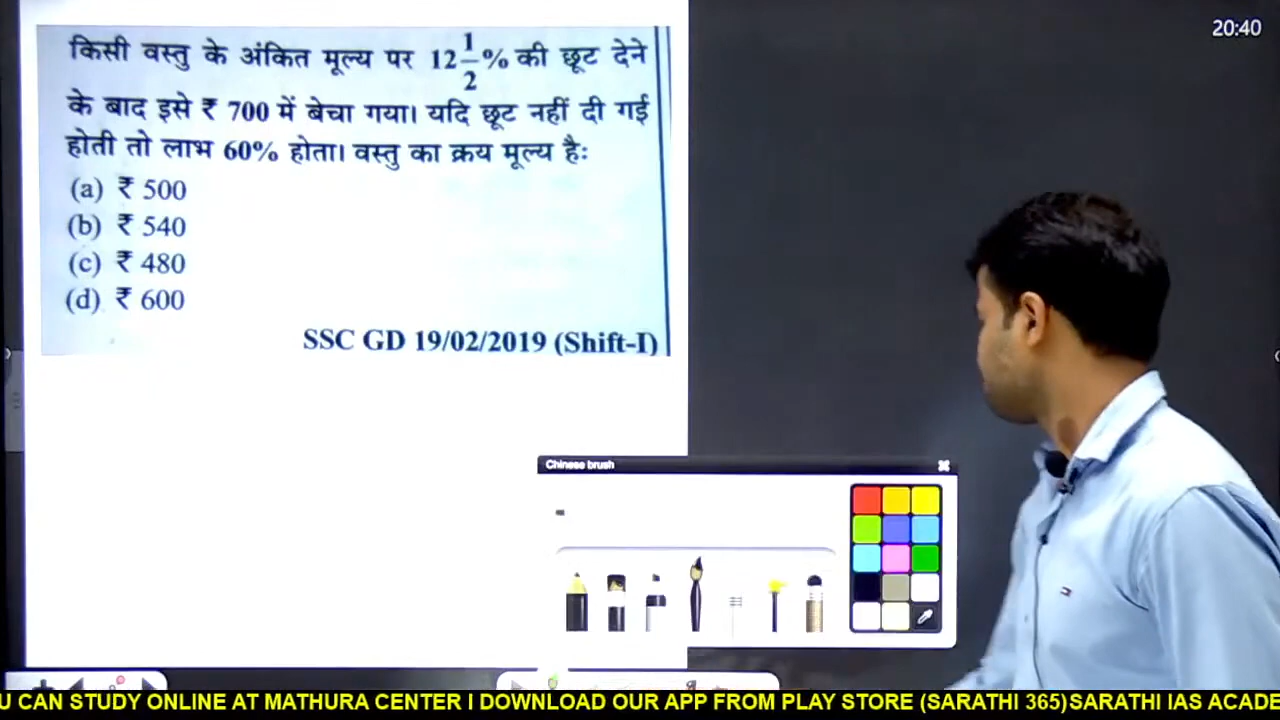 20:40
किसी वस्तु के अंकित मूल्य पर 12 1/2 % की छूट देने
के बाद इसे ₹ 700 में बेचा गया। यदि छूट नहीं दी गई
होती तो लाभ 60% होता। वस्तु का क्रय मूल्य हैः
(a) ₹ 500
(b) ₹ 540
(c) ₹ 480
(d) ₹ 600
SSC GD 19/02/2019 (Shift-I)
Chinese brush
U CAN STUDY ONLINE AT MATHURA CENTER I DOWNLOAD OUR APP FROM PLAY STORE (SARATHI 365)SARATHI IAS ACADE